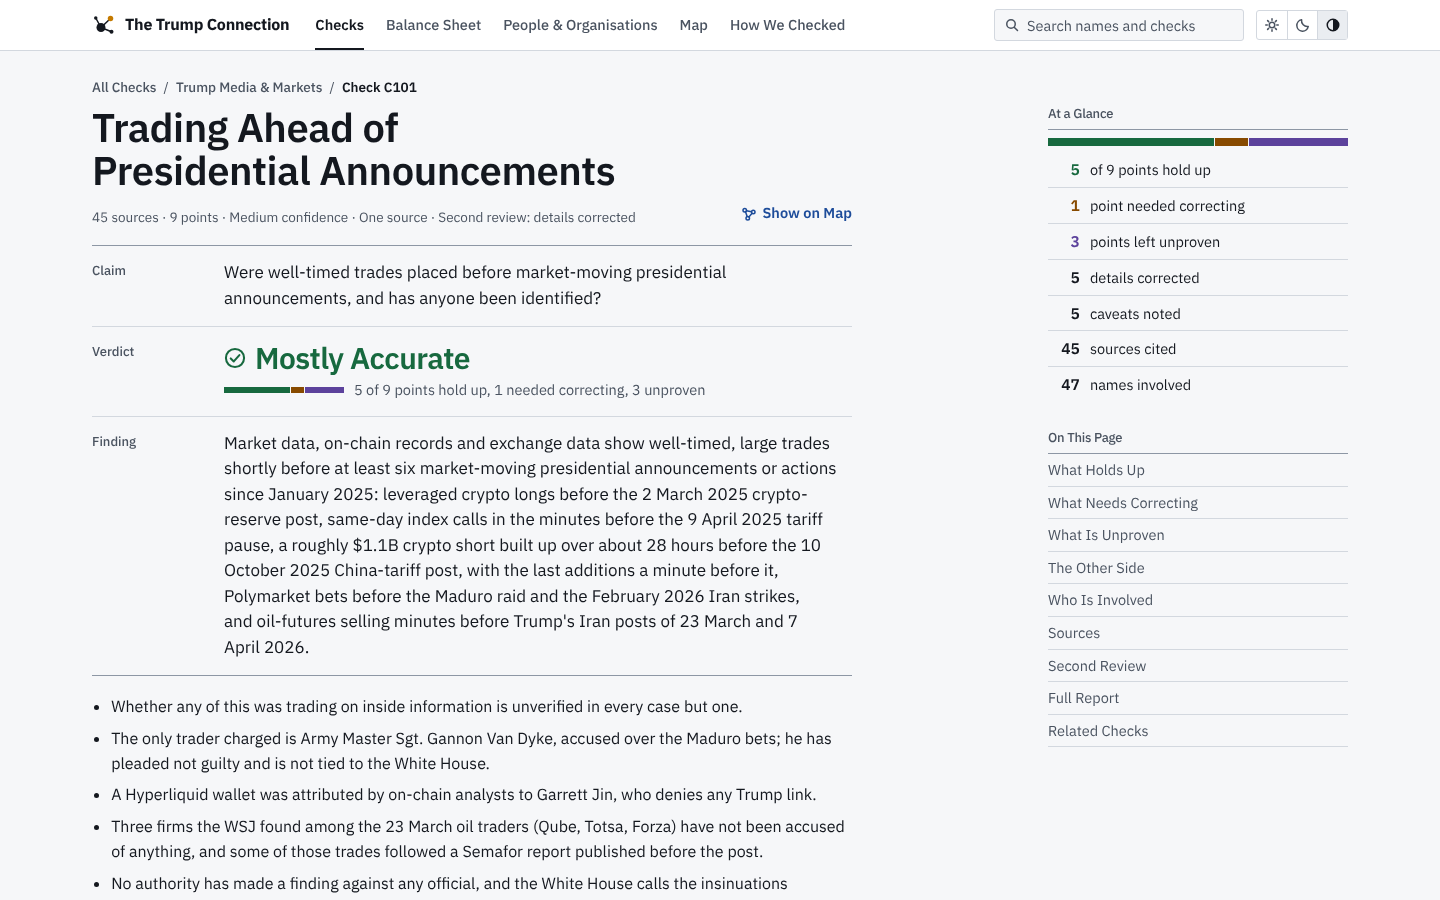 The Trump Connection
Checks
Balance Sheet
People & Organisations
Map
How We Checked
Search names and checks
All Checks / Trump Media & Markets / Check C101
Trading Ahead of
Presidential Announcements
45 sources · 9 points · Medium confidence · One source · Second review: details corrected
Show on Map
Claim
Were well-timed trades placed before market-moving presidential
announcements, and has anyone been identified?
Verdict
Mostly Accurate
5 of 9 points hold up, 1 needed correcting, 3 unproven
Finding
Market data, on-chain records and exchange data show well-timed, large trades
shortly before at least six market-moving presidential announcements or actions
since January 2025: leveraged crypto longs before the 2 March 2025 crypto-
reserve post, same-day index calls in the minutes before the 9 April 2025 tariff
pause, a roughly $1.1B crypto short built up over about 28 hours before the 10
October 2025 China-tariff post, with the last additions a minute before it,
Polymarket bets before the Maduro raid and the February 2026 Iran strikes,
and oil-futures selling minutes before Trump's Iran posts of 23 March and 7
April 2026.
• Whether any of this was trading on inside information is unverified in every case but one.
• The only trader charged is Army Master Sgt. Gannon Van Dyke, accused over the Maduro bets; he has
pleaded not guilty and is not tied to the White House.
• A Hyperliquid wallet was attributed by on-chain analysts to Garrett Jin, who denies any Trump link.
• Three firms the WSJ found among the 23 March oil traders (Qube, Totsa, Forza) have not been accused
of anything, and some of those trades followed a Semafor report published before the post.
• No authority has made a finding against any official, and the White House calls the insinuations
At a Glance
5 of 9 points hold up
1 point needed correcting
3 points left unproven
5 details corrected
5 caveats noted
45 sources cited
47 names involved
On This Page
What Holds Up
What Needs Correcting
What Is Unproven
The Other Side
Who Is Involved
Sources
Second Review
Full Report
Related Checks